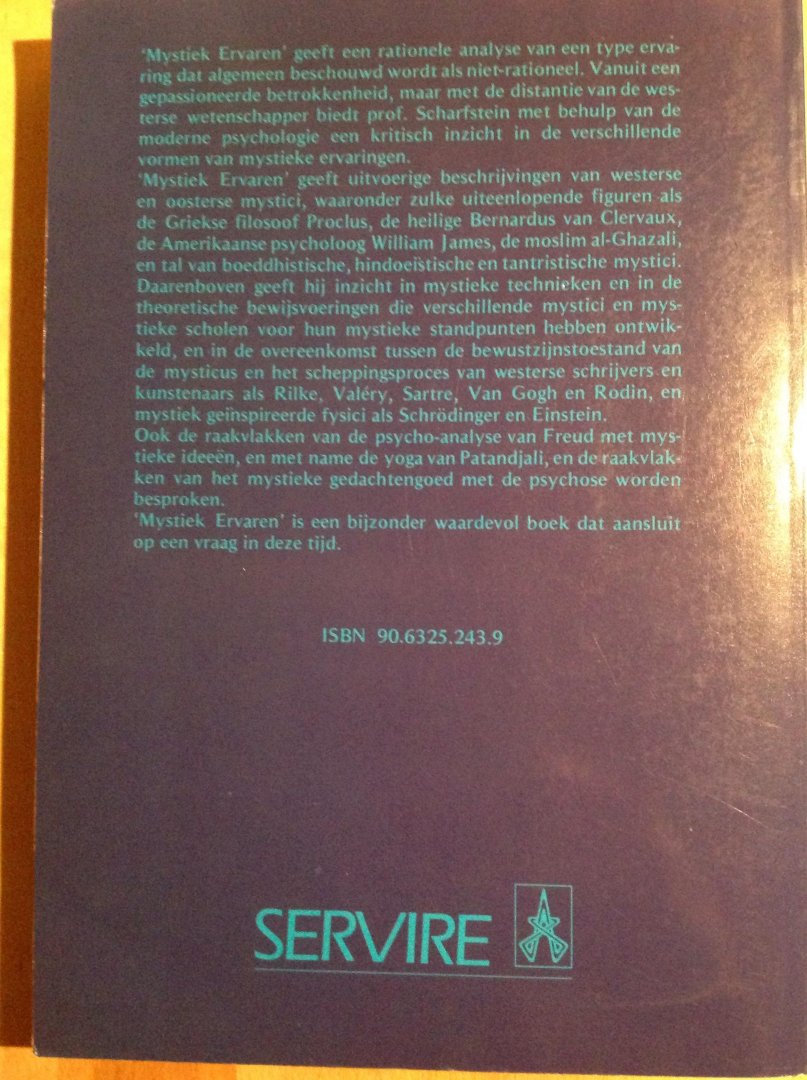 'Mystiek Ervaren' geeft een rationele analyse van een type erva-
ring dat algemeen beschouwd wordt als niet-rationeel. Vanuit een
gepassioneerde betrokkenheid, maar met de distantie van de wes-
terse wetenschapper biedt prof. Scharfstein met behulp van de
moderne psychologie een kritisch inzicht in de verschillende
vormen van mystieke ervaringen.
'Mystiek Ervaren' geeft uitvoerige beschrijvingen van westerse
en oosterse mystici, waaronder zulke uiteenlopende figuren als
de Griekse filosoof Proclus, de heilige Bernardus van Clervaux,
de Amerikaanse psycholoog William James, de moslim al-Ghazali,
en tal van boeddhistische, hindoeïstische en tantristische mystici.
Daarenboven geeft hij inzicht in mystieke technieken en in de
theoretische bewijsvoeringen die verschillende mystici en mys-
tieke scholen voor hun mystieke standpunten hebben ontwik-
keld, en in de overeenkomst tussen de bewustzijnstoestand van
de mysticus en het scheppingsproces van westerse schrijvers en
kunstenaars als Rilke, Valéry, Sartre, Van Gogh en Rodin, en
mystiek geïnspireerde fysici als Schrödinger en Einstein.
Ook de raakvlakken van de psycho-analyse van Freud met mys-
tieke ideeën, en met name de yoga van Patandjali, en de raakvlak-
ken van het mystieke gedachtengoed met de psychose worden
besproken.
'Mystiek Ervaren' is een bijzonder waardevol boek dat aansluit
op een vraag in deze tijd.
ISBN 90.6325.243.9
SERVIRE